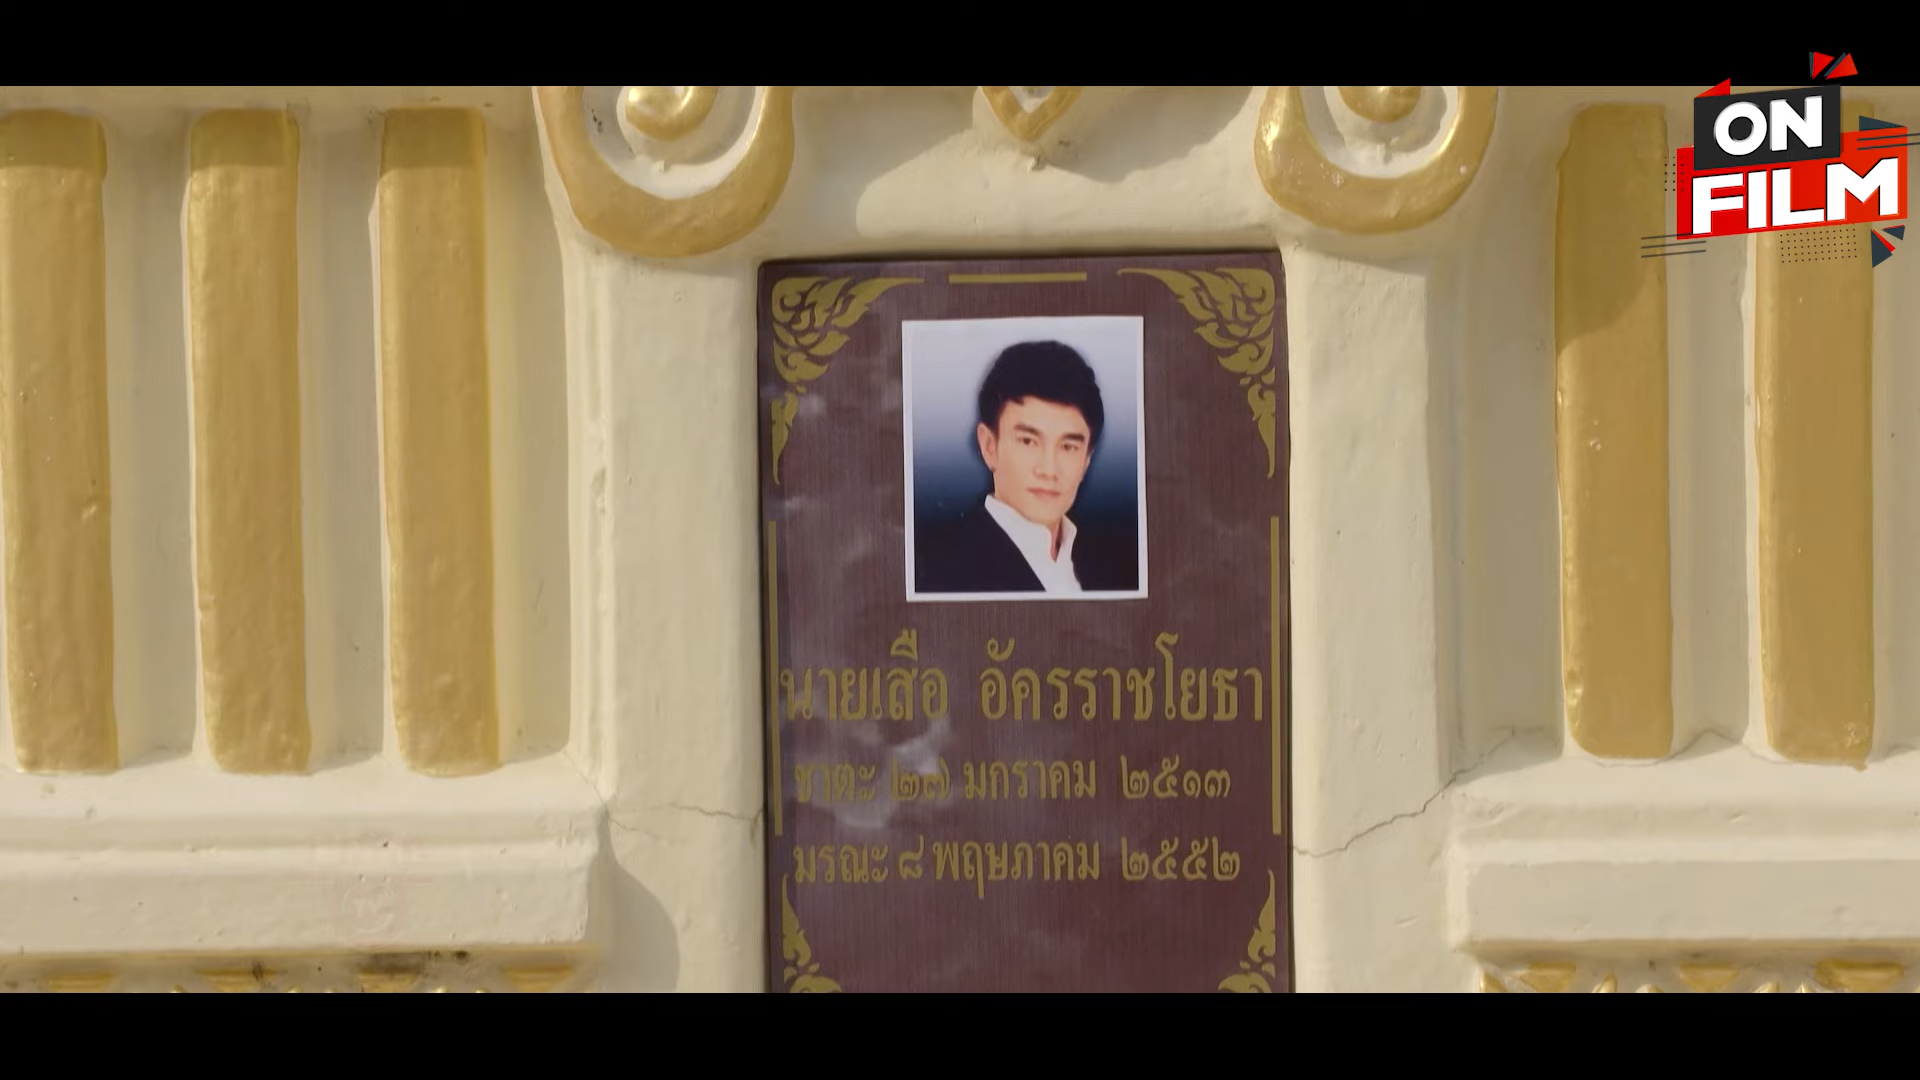 ON
FILM
นายเสือ อัครราชโยธา
ชาตะ ๒๗ มกราคม ๒๕๑๓
มรณะ ๘ พฤษภาคม ๒๕๕๒